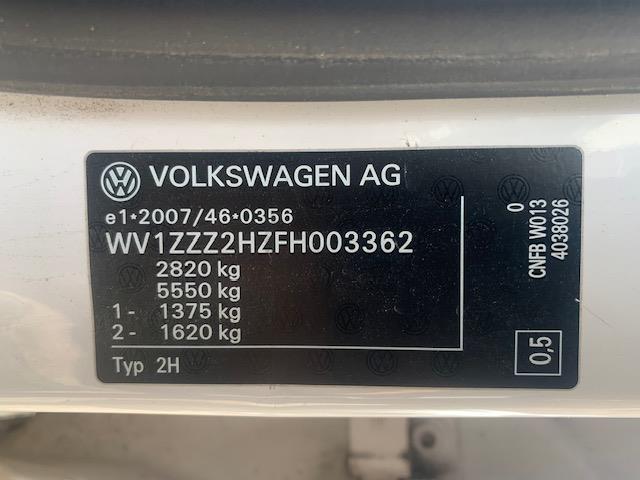 VOLKSWAGEN AG
e1*2007/46*0356
WV1ZZZ2HZFH003362
2820 kg
5550 kg
1- 1375 kg
2- 1620 kg
Typ 2H
0
CNFB W013
4038026
0,5